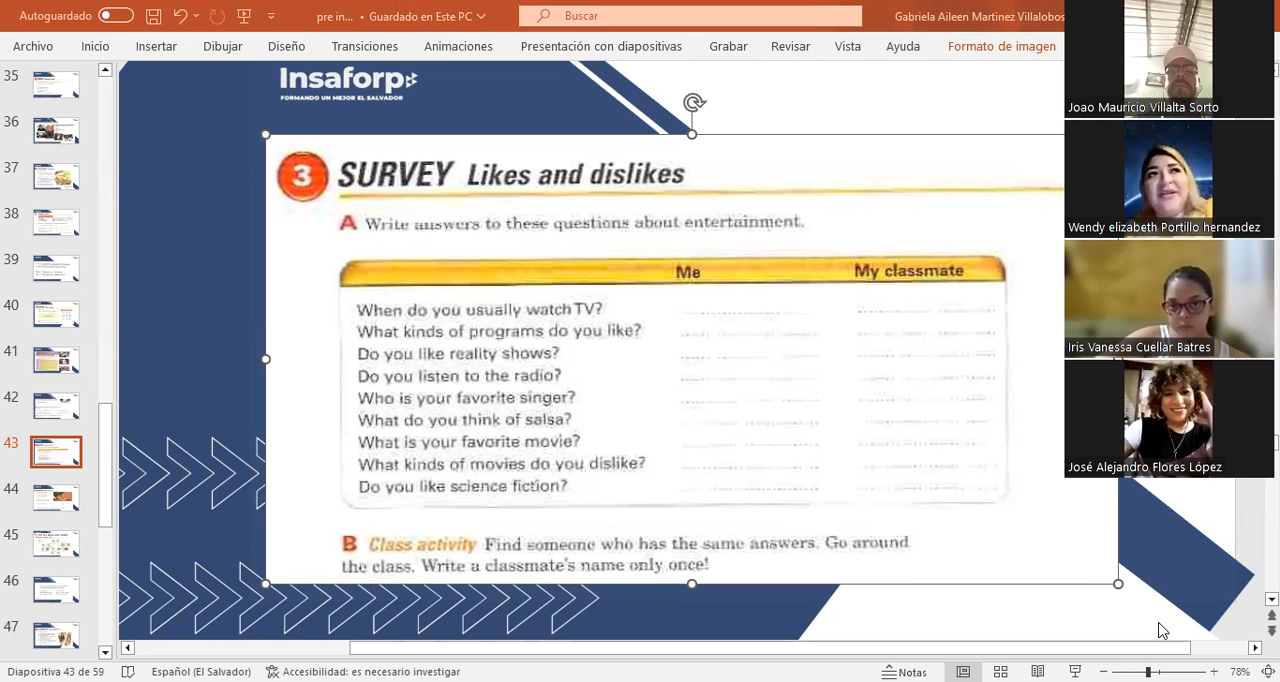 Autoguardado
pre in... • Guardado en Este PC
Buscar
Gabriela Aileen Martinez Villalobos
Archivo Inicio Insertar Dibujar Diseño Transiciones Animaciones Presentación con diapositivas Grabar Revisar Vista Ayuda Formato de imagen
35
36
37
38
39
40
41
42
43
44
45
46
47
Insaforp
FORMANDO UN MEJOR EL SALVADOR
3 SURVEY Likes and dislikes
A Write answers to these questions about entertainment.
Me My classmate
When do you usually watch TV?
What kinds of programs do you like?
Do you like reality shows?
Do you listen to the radio?
Who is your favorite singer?
What do you think of salsa?
What is your favorite movie?
What kinds of movies do you dislike?
Do you like science fiction?
B Class activity Find someone who has the same answers. Go around
the class. Write a classmate's name only once!
Joao Mauricio Villalta Sorto
Wendy elizabeth Portillo hernandez
Iris Vanessa Cuellar Batres
José Alejandro Flores López
Diapositiva 43 de 59 Español (El Salvador) Accesibilidad: es necesario investigar Notas 78%